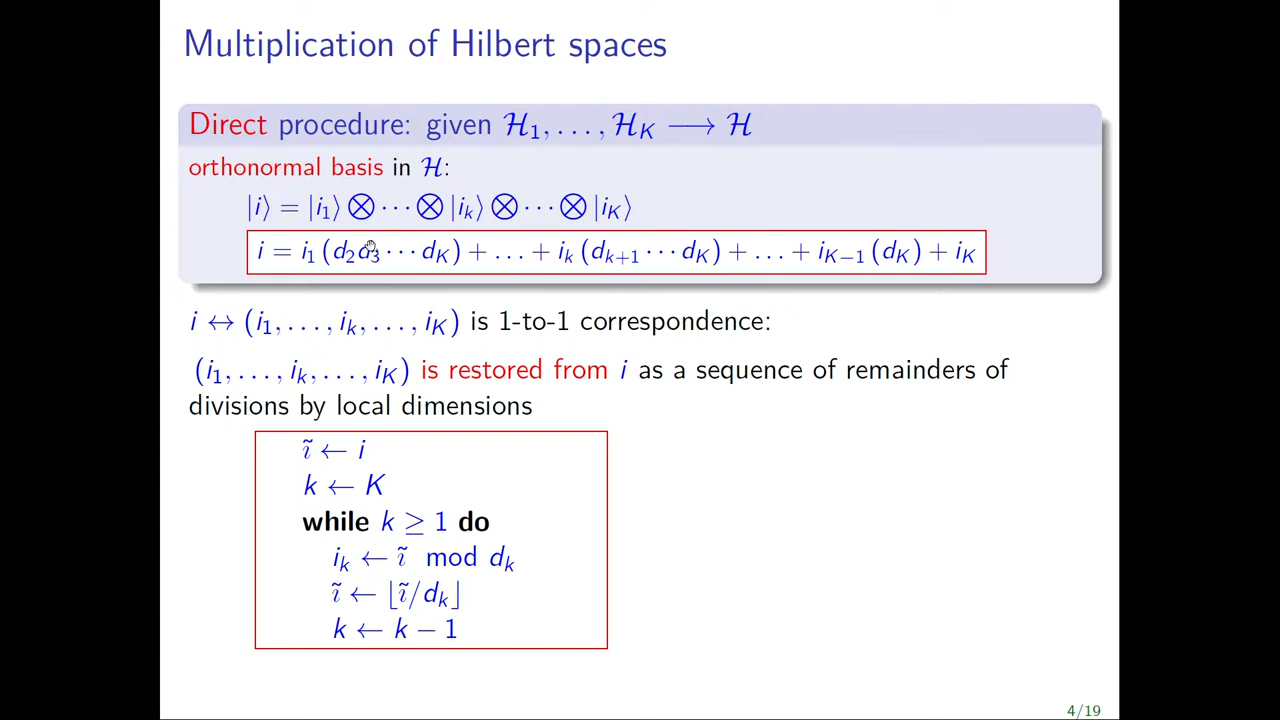 Multiplication of Hilbert spaces
Direct procedure: given ℋ₁, . . . , ℋ_K ⟶ ℋ
orthonormal basis in ℋ:
|i⟩ = |i₁⟩ ⊗ ··· ⊗ |i_k⟩ ⊗ ··· ⊗ |i_K⟩
i = i₁ (d₂d₃ ··· d_K) + . . . + i_k (d_{k+1} ··· d_K) + . . . + i_{K−1} (d_K) + i_K
i ↔ (i₁, . . . , i_k, . . . , i_K) is 1-to-1 correspondence:
(i₁, . . . , i_k, . . . , i_K) is restored from i as a sequence of remainders of
divisions by local dimensions
ĩ ← i
k ← K
while k ≥ 1 do
i_k ← ĩ mod d_k
ĩ ← ⌊ĩ/d_k⌋
k ← k − 1
4/19